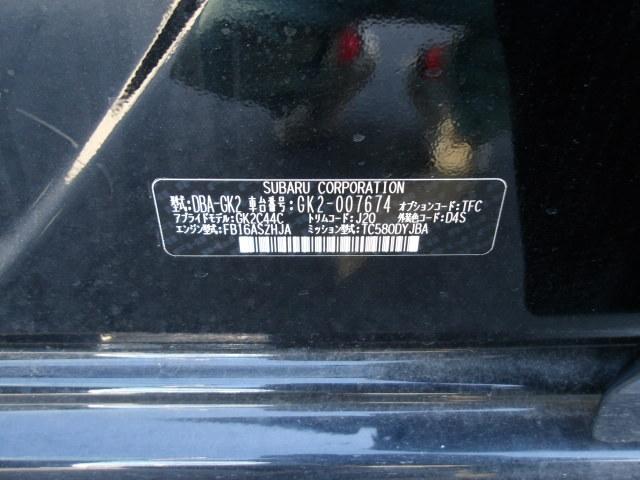 SUBARU CORPORATION
型式:DBA-GK2 車台番号:GK2-007674 オプションコード:TFC
アプライドモデル:GK2C44C トリムコード:J20 外装色コード:D4S
エンジン型式:FB16ASZHJA ミッション型式:TC580DYJBA